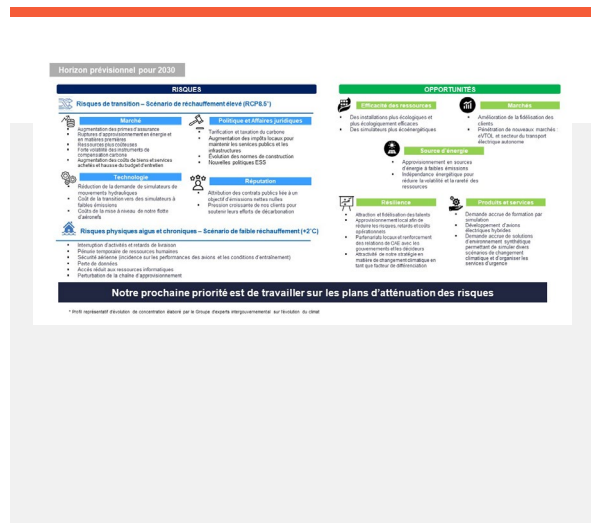 Horizon prévisionnel pour 2030
RISQUES
Risques de transition – Scénario de réchauffement élevé (RCP8.5*)
Marché
Augmentation des primes d'assurance
Ruptures d'approvisionnement en énergie et
en matières premières
Ressources plus coûteuses
Forte volatilité des instruments de
compensation carbone
Augmentation des coûts de biens et services
achetés et hausse du budget d'entretien
Politique et Affaires juridiques
Tarification et taxation du carbone
Augmentation des impôts locaux pour
maintenir les services publics et les
infrastructures
Évolution des normes de construction
Nouvelles politiques ESG
Technologie
Réduction de la demande de simulateurs de
mouvements hydrauliques
Coût de la transition vers des simulateurs à
faibles émissions
Coûts de la mise à niveau de notre flotte
d'aéronefs
Réputation
Attribution des contrats publics liée à un
objectif d'émissions nettes nulles
Pression croissante de nos clients pour
soutenir leurs efforts de décarbonation
Risques physiques aigus et chroniques – Scénario de faible réchauffement (+2°C)
Interruption d'activités et retards de livraison
Pénurie temporaire de ressources humaines
Sécurité aérienne (incidence sur les performances des avions et les conditions d'entraînement)
Perte de données
Accès réduit aux ressources informatiques
Perturbation de la chaîne d'approvisionnement
OPPORTUNITÉS
Efficacité des ressources
Des installations plus écologiques et
plus écologiquement efficaces
Des simulateurs plus écoénergétiques
Marchés
Amélioration de la fidélisation des
clients
Pénétration de nouveaux marchés :
eVTOL et secteur du transport
électrique autonome
Source d'énergie
Approvisionnement en sources
d'énergie à faibles émissions
Indépendance énergétique pour
réduire la volatilité et la rareté des
ressources
Résilience
Attraction et fidélisation des talents
Approvisionnement local afin de
réduire les risques, retards et coûts
opérationnels
Partenariats locaux et renforcement
des relations de CAE avec les
gouvernements et les décideurs
Attractivité de notre stratégie en
matière de changement climatique en
tant que facteur de différenciation
Produits et services
Demande accrue de formation par
simulation
Développement d'avions
électriques hybrides
Demande accrue de solutions
d'environnement synthétique
permettant de simuler divers
scénarios de changement
climatique et d'organiser les
services d'urgence
Notre prochaine priorité est de travailler sur les plans d'atténuation des risques
* Profil représentatif d'évolution de concentration élaboré par le Groupe d'experts intergouvernemental sur l'évolution du climat